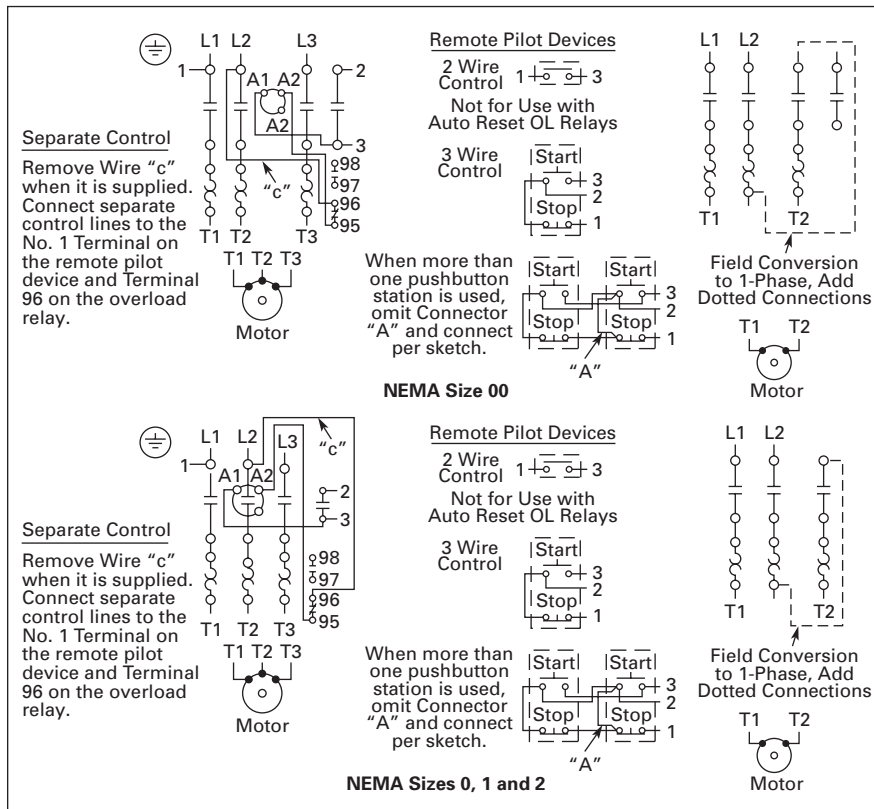 L1 L2 L3
1 2
A1 A2
A2
3
"c"
98
97
96
95
T1 T2 T3
T1 T2 T3
Motor
Separate Control
Remove Wire "c"
when it is supplied.
Connect separate
control lines to the
No. 1 Terminal on
the remote pilot
device and Terminal
96 on the overload
relay.
Remote Pilot Devices
2 Wire
Control
1 3
Not for Use with
Auto Reset OL Relays
3 Wire
Control
Start
3
2
Stop
1
When more than
one pushbutton
station is used,
omit Connector
"A" and connect
per sketch.
Start Start
3
2
Stop Stop
1
"A"
L1 L2
T1 T2
Field Conversion
to 1-Phase, Add
Dotted Connections
T1 T2
Motor
NEMA Size 00
L1 L2 L3
"c"
1
A1 A2
2
3
98
97
96
95
T1 T2 T3
T1 T2 T3
Motor
Separate Control
Remove Wire "c"
when it is supplied.
Connect separate
control lines to the
No. 1 Terminal on
the remote pilot
device and Terminal
96 on the overload
relay.
Remote Pilot Devices
2 Wire
Control
1 3
Not for Use with
Auto Reset OL Relays
3 Wire
Control
Start
3
2
Stop
1
When more than
one pushbutton
station is used,
omit Connector
"A" and connect
per sketch.
Start Start
3
2
Stop Stop
1
"A"
L1 L2
T1 T2
Field Conversion
to 1-Phase, Add
Dotted Connections
T1 T2
Motor
NEMA Sizes 0, 1 and 2